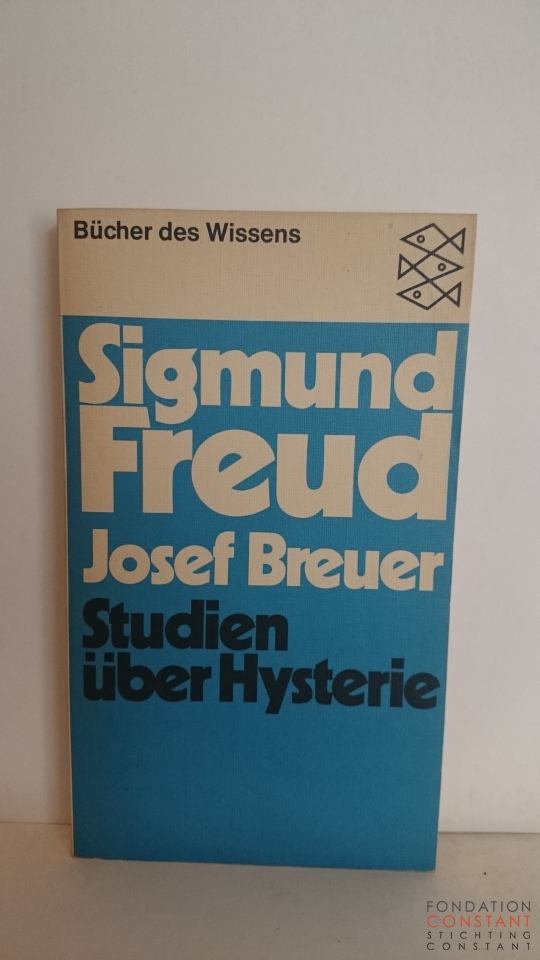 Bücher des Wissens
Sigmund
Freud
Josef Breuer
Studien
über Hysterie
FONDATION
CONSTANT
STICHTING
CONSTANT